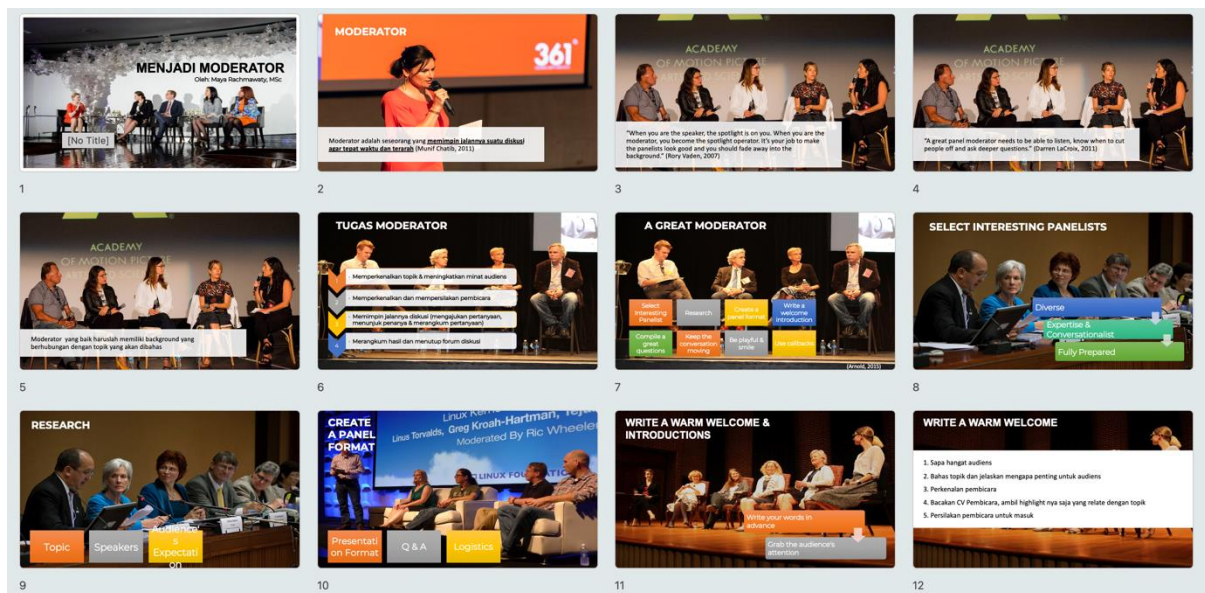 MENJADI MODERATOR
Oleh: Maya Rachmawaty, MSc
[No Title]
1
MODERATOR
361°
Moderator adalah seseorang yang memimpin jalannya suatu diskusi
agar tepat waktu dan terarah (Munif Chatib, 2011)
2
ACADEMY
OF MOTION PICTURE
"When you are the speaker, the spotlight is on you. When you are the
moderator, you become the spotlight operator. It's your job to make
the panelists look good and you should fade away into the
background." (Rory Vaden, 2007)
3
ACADEMY
OF MOTION PICTURE
"A great panel moderator needs to be able to listen, know when to cut
people off and ask deeper questions." (Darren LaCroix, 2011)
4
ACADEMY
OF MOTION PICTURE
Moderator yang baik haruslah memiliki background yang
berhubungan dengan topik yang akan dibahas
5
TUGAS MODERATOR
Memperkenalkan topik & meningkatkan minat audiens
Memperkenalkan dan mempersilakan pembicara
Memimpin jalannya diskusi (mengajukan pertanyaan,
menunjuk penanya & merangkum pertanyaan)
4
Merangkum hasil dan menutup forum diskusi
6
A GREAT MODERATOR
Select
Interesting
Panelist
Research
Create a
panel format
Write a
welcome
introduction
Compile a
great
questions
Keep the
conversation
moving
Be playful &
smile
Use callbacks
(Arnold, 2015)
7
SELECT INTERESTING PANELISTS
Diverse
Expertise &
Conversationalist
Fully Prepared
8
RESEARCH
Topic
Speakers
Audience'
s
Expectati
on
9
CREATE
A PANEL
FORMAT
Linux Kern
Linus Torvalds, Greg Kroah-Hartman, Teju
Moderated By Ric Wheeler
LINUX FOUNDATION
Presentati
on Format
Q & A
Logistics
10
WRITE A WARM WELCOME &
INTRODUCTIONS
Write your words in
advance
Grab the audience's
attention
11
WRITE A WARM WELCOME
1. Sapa hangat audiens
2. Bahas topik dan jelaskan mengapa penting untuk audiens
3. Perkenalan pembicara
4. Bacakan CV Pembicara, ambil highlight nya saja yang relate dengan topik
5. Persilakan pembicara untuk masuk
12